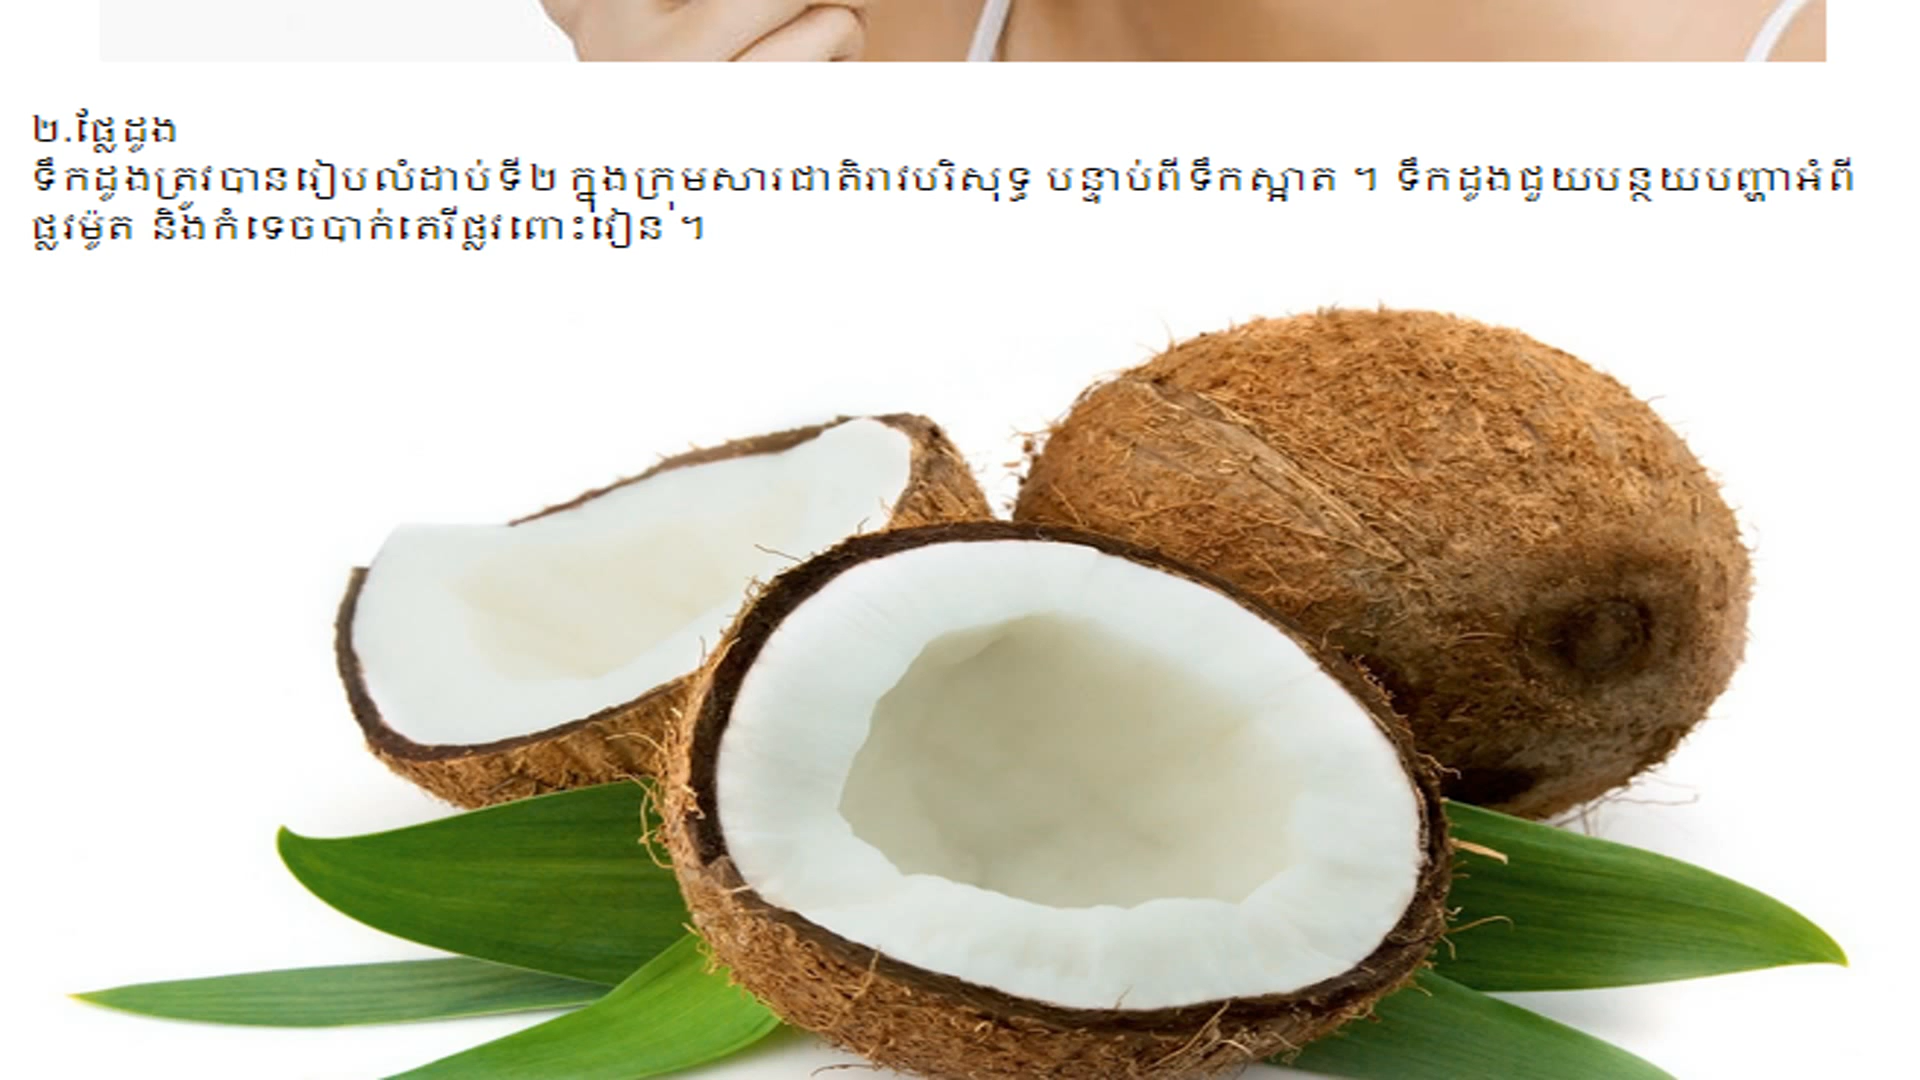 ២.ផ្លែដូង
ទឹកដូងត្រូវបានរៀបលំដាប់ទី២ ក្នុងក្រុមសារជាតិរាវបរិសុទ្ធ បន្ទាប់ពីទឹកស្អាត ។ ទឹកដូងជួយបន្ថយបញ្ហាអំពី
ផ្លូវម៉ូត និងកំទេចបាក់តេរីផ្លូវពោះវៀន ។